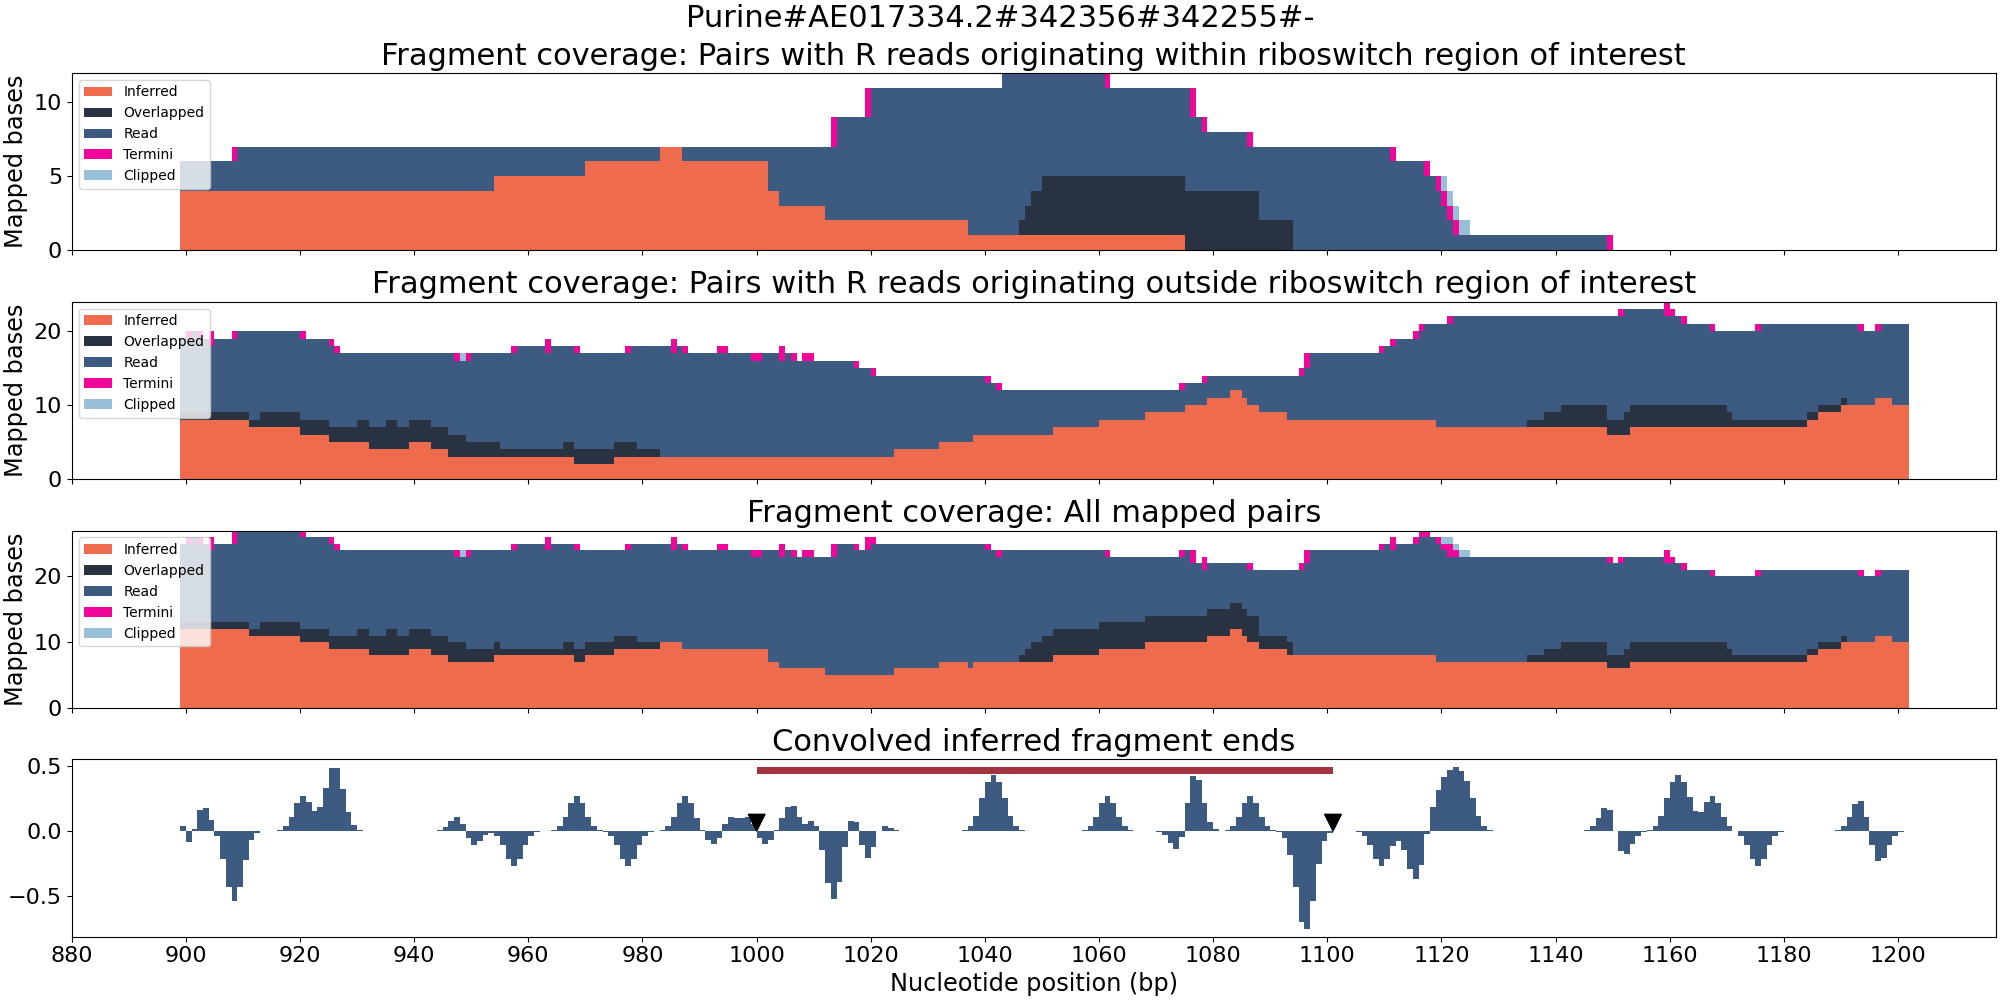 Purine#AE017334.2#342356#342255#-
Fragment coverage: Pairs with R reads originating within riboswitch region of interest
Mapped bases
10
5
0
Inferred
Overlapped
Read
Termini
Clipped
Fragment coverage: Pairs with R reads originating outside riboswitch region of interest
Mapped bases
20
10
0
Inferred
Overlapped
Read
Termini
Clipped
Fragment coverage: All mapped pairs
Mapped bases
20
10
0
Inferred
Overlapped
Read
Termini
Clipped
Convolved inferred fragment ends
0.5
0.0
−0.5
880 900 920 940 960 980 1000 1020 1040 1060 1080 1100 1120 1140 1160 1180 1200
Nucleotide position (bp)